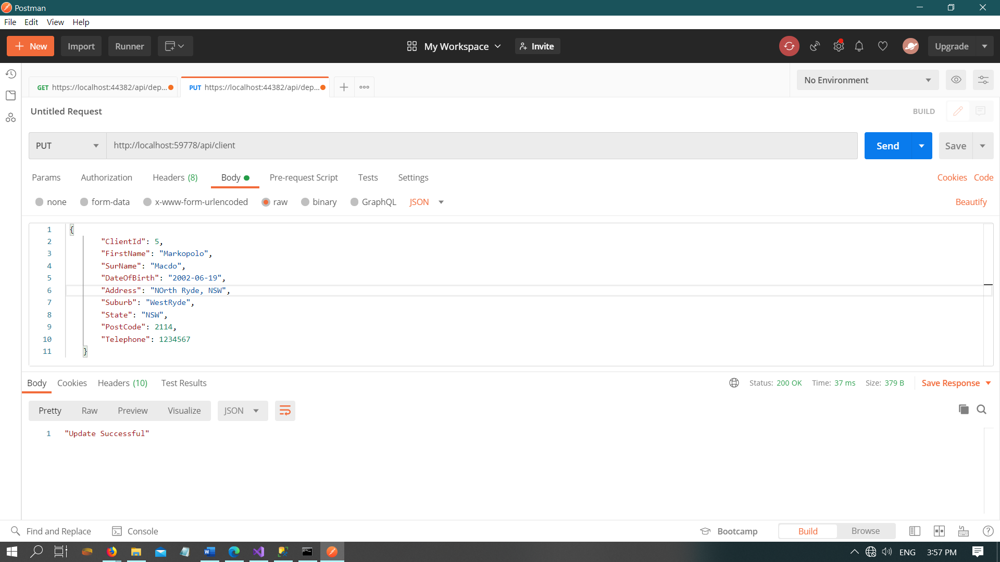 Postman
File Edit View Help
New Import Runner My Workspace Invite Upgrade
GET https://localhost:44382/api/dep... PUT https://localhost:44382/api/dep... No Environment
Untitled Request BUILD
PUT http://localhost:59778/api/client Send Save
Params Authorization Headers (8) Body Pre-request Script Tests Settings Cookies Code
none form-data x-www-form-urlencoded raw binary GraphQL JSON Beautify
1 {
2 "ClientId": 5,
3 "FirstName": "Markopolo",
4 "SurName": "Macdo",
5 "DateOfBirth": "2002-06-19",
6 "Address": "NOrth Ryde, NSW",
7 "Suburb": "WestRyde",
8 "State": "NSW",
9 "PostCode": 2114,
10 "Telephone": 1234567
11 }
Body Cookies Headers (10) Test Results Status: 200 OK Time: 37 ms Size: 379 B Save Response
Pretty Raw Preview Visualize JSON
1 "Update Successful"
Find and Replace Console Bootcamp Build Browse
ENG 3:57 PM